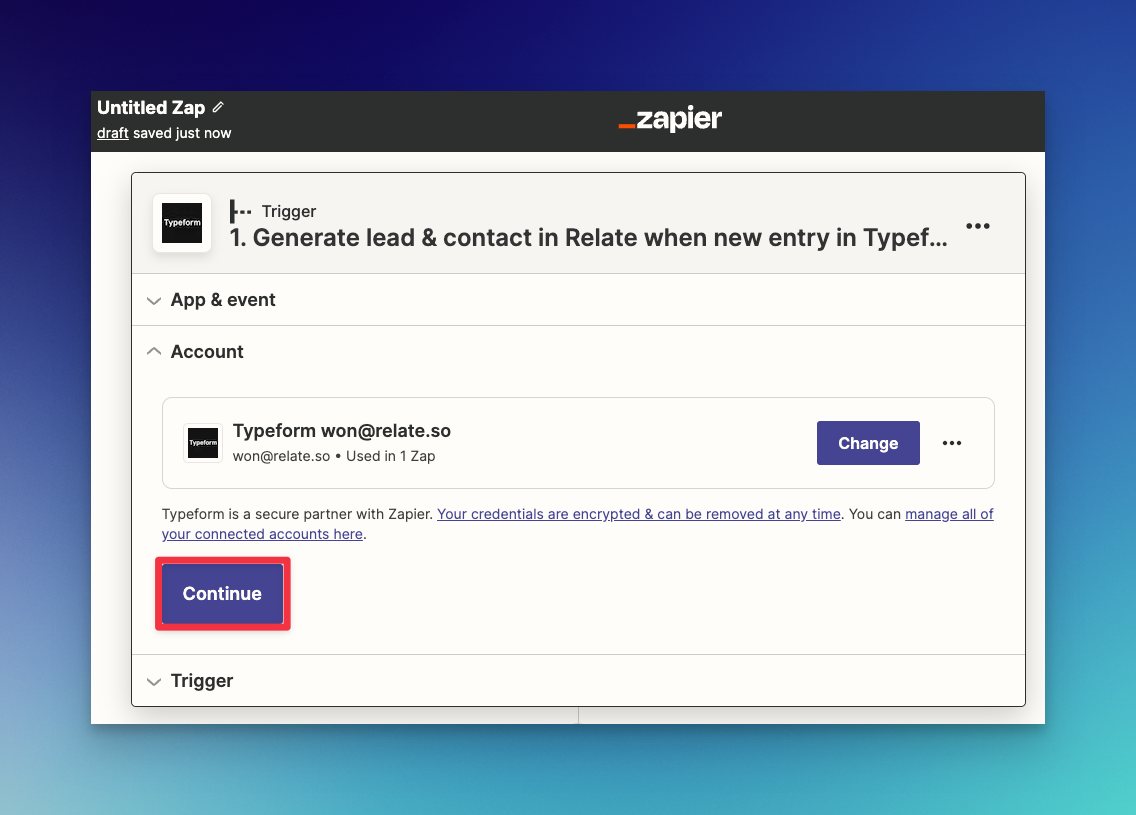 Untitled Zap
draft saved just now
zapier
Typeform
Trigger
1. Generate lead & contact in Relate when new entry in Typef...
App & event
Account
Typeform
Typeform won@relate.so
won@relate.so • Used in 1 Zap
Change
Typeform is a secure partner with Zapier. Your credentials are encrypted & can be removed at any time. You can manage all of
your connected accounts here.
Continue
Trigger